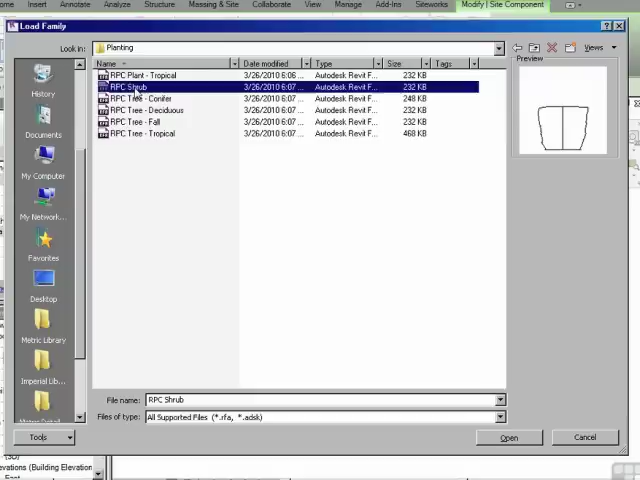 Insert Annotate Analyze Structure Massing & Site Collaborate View Manage Add-Ins Siteworks Modify | Site Component
Load Family
Look in: Planting Views
Name Date modified Type Size Tags Preview
RPC Plant - Tropical 3/26/2010 6:06 ... Autodesk Revit F... 232 KB
RPC Shrub 3/26/2010 6:07 ... Autodesk Revit F... 232 KB
RPC Tree - Conifer 3/26/2010 6:07 ... Autodesk Revit F... 248 KB
RPC Tree - Deciduous 3/26/2010 6:07 ... Autodesk Revit F... 232 KB
RPC Tree - Fall 3/26/2010 6:07 ... Autodesk Revit F... 232 KB
RPC Tree - Tropical 3/26/2010 6:07 ... Autodesk Revit F... 468 KB
History
Documents
My Computer
My Network...
Favorites
Desktop
Metric Library
Imperial Lib...
File name: RPC Shrub
Files of type: All Supported Files (*.rfa, *.adsk)
Tools Open Cancel
(Building Elevation